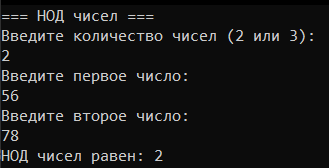 === НОД чисел ===
Введите количество чисел (2 или 3):
2
Введите первое число:
56
Введите второе число:
78
НОД чисел равен: 2